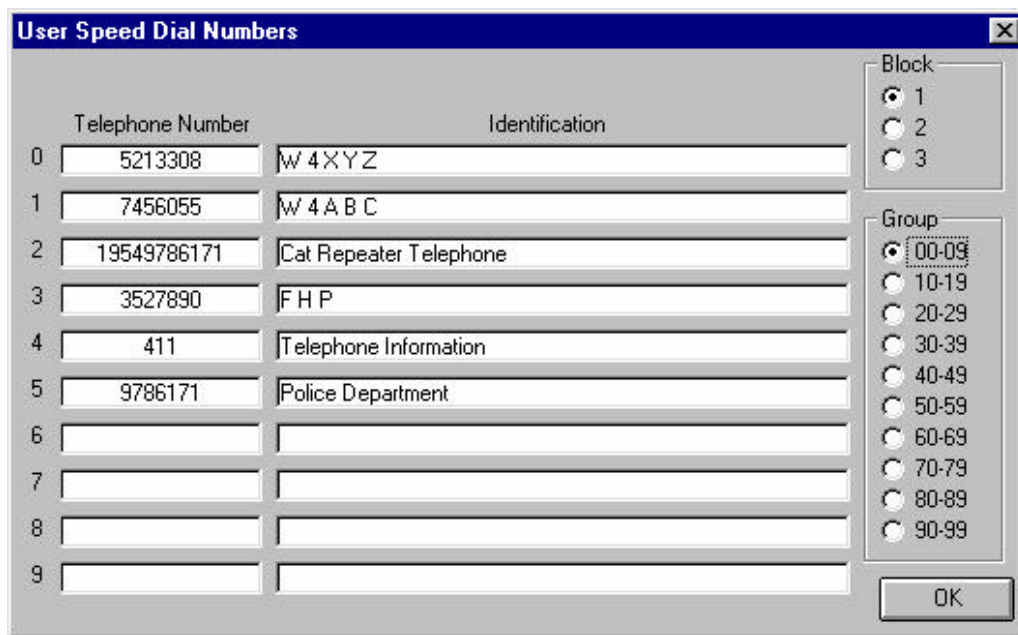 User Speed Dial Numbers
Block
1
2
3
Telephone Number Identification
0 5213308 W 4 X Y Z
1 7456055 W 4 A B C
2 19549786171 Cat Repeater Telephone
3 3527890 F H P
4 411 Telephone Information
5 9786171 Police Department
6
7
8
9
Group
00-09
10-19
20-29
30-39
40-49
50-59
60-69
70-79
80-89
90-99
OK